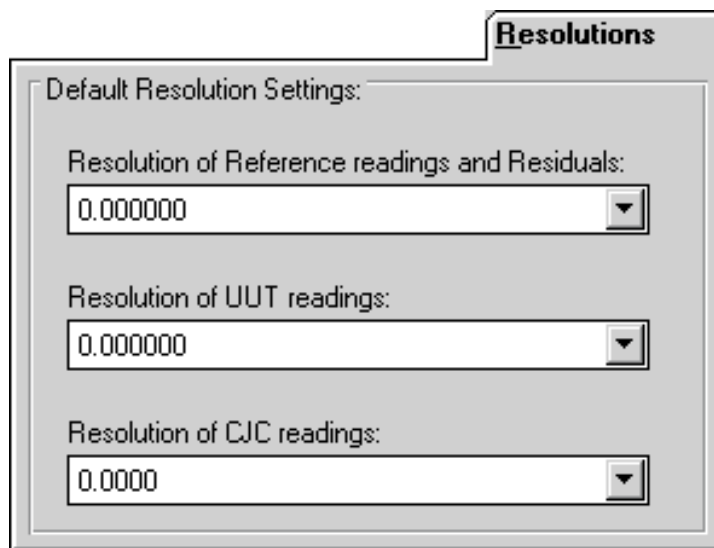 Resolutions
Default Resolution Settings:
Resolution of Reference readings and Residuals:
0.000000
Resolution of UUT readings:
0.000000
Resolution of CJC readings:
0.0000